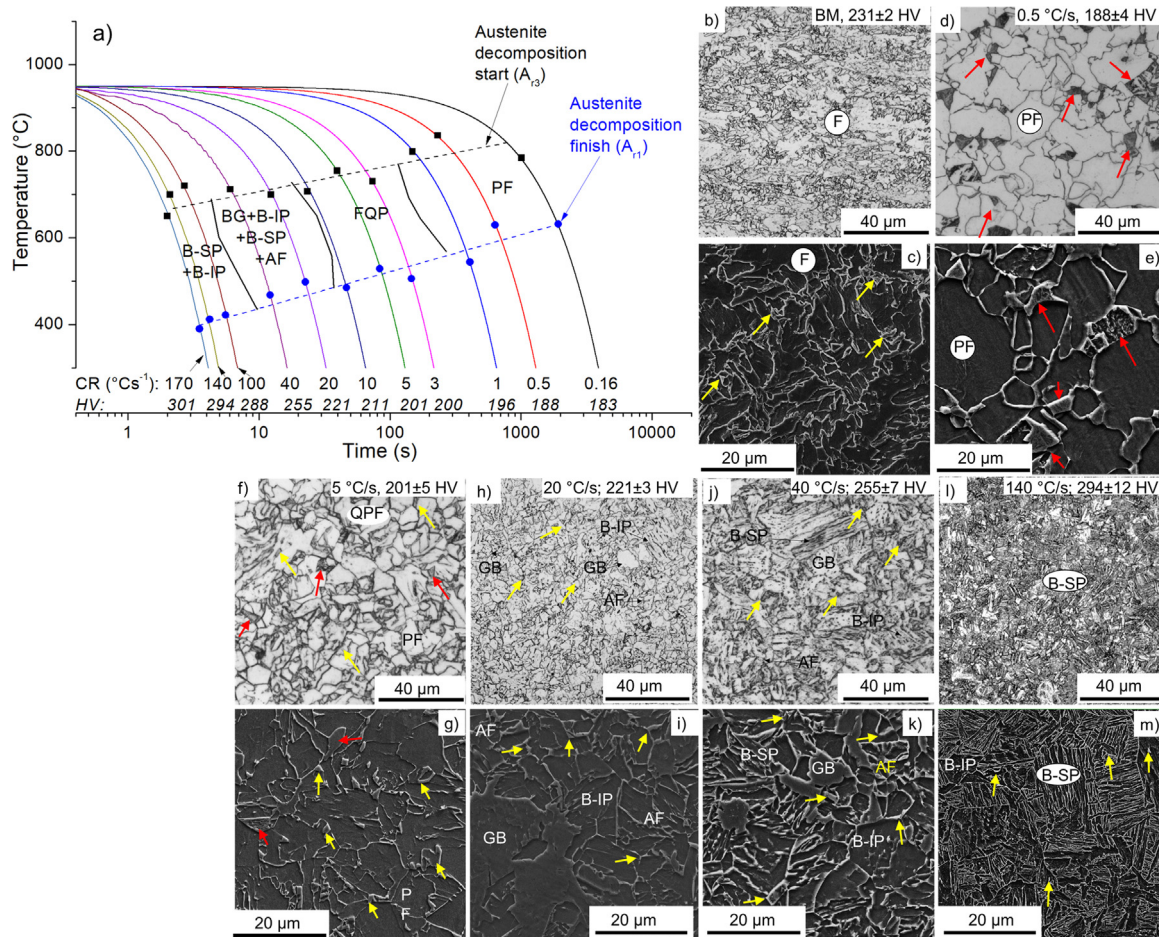 a)
Austenite
decomposition
start (Ar3)
Austenite
decomposition
finish (Ar1)
1000
800
600
400
Temperature (°C)
PF
FQP
BG+B-IP
+B-SP
+AF
B-SP
+B-IP
CR (°Cs⁻¹): 170 140 100 40 20 10 5 3 1 0.5 0.16
HV: 301 294 288 255 221 211 201 200 196 188 183
1 10 100 1000 10000
Time (s)
b) BM, 231±2 HV
F
40 µm
d) 0.5 °C/s, 188±4 HV
PF
40 µm
c)
F
20 µm
e)
PF
20 µm
f) 5 °C/s, 201±5 HV
QPF
PF
40 µm
h) 20 °C/s; 221±3 HV
B-IP
GB GB
AF
40 µm
j) 40 °C/s; 255±7 HV
B-SP
GB
B-IP
AF
40 µm
l) 140 °C/s; 294±12 HV
B-SP
40 µm
g)
P
F
20 µm
i)
AF
B-IP
AF
GB
20 µm
k)
B-SP GB AF
B-IP
20 µm
m)
B-IP B-SP
20 µm